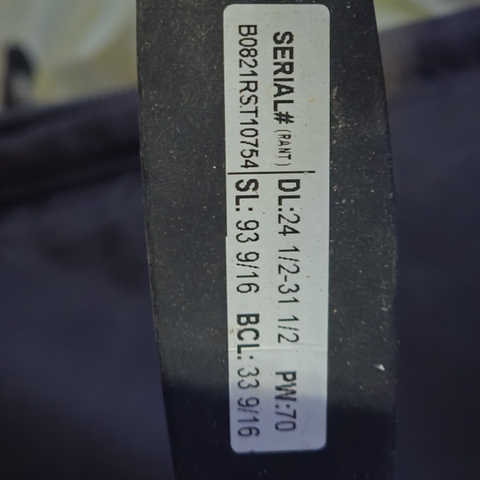 SERIAL# (RANT) DL:24 1/2-31 1/2 PW:70
B0821RST10754 SL: 93 9/16 BCL: 33 9/16